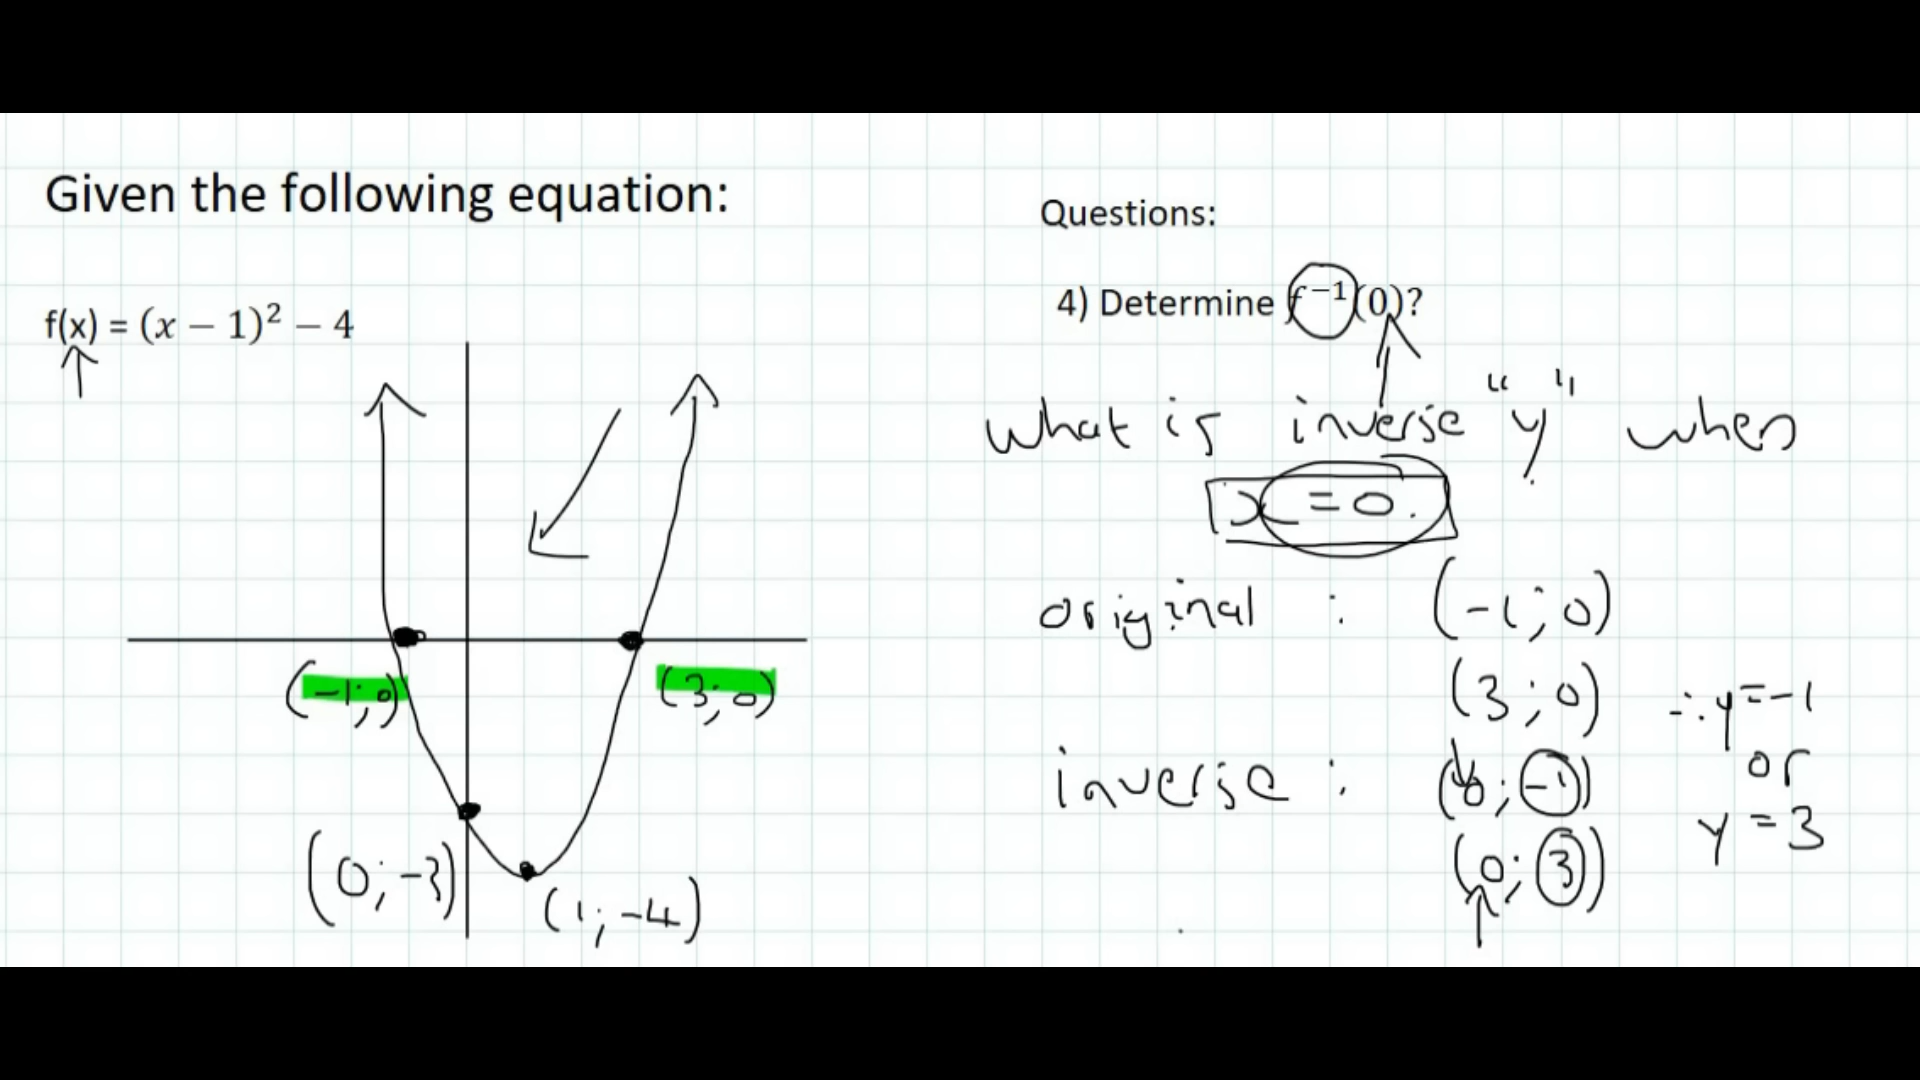 Given the following equation:
f(x) = (x − 1)² − 4
(-1;0)
(3;0)
(0;-3)
(1;-4)
Questions:
4) Determine f⁻¹(0)?
What is inverse "y" when
x = 0.
original : (-1;0)
(3;0)
inverse : (0;-1)
(0;3)
∴ y = -1
or
y = 3